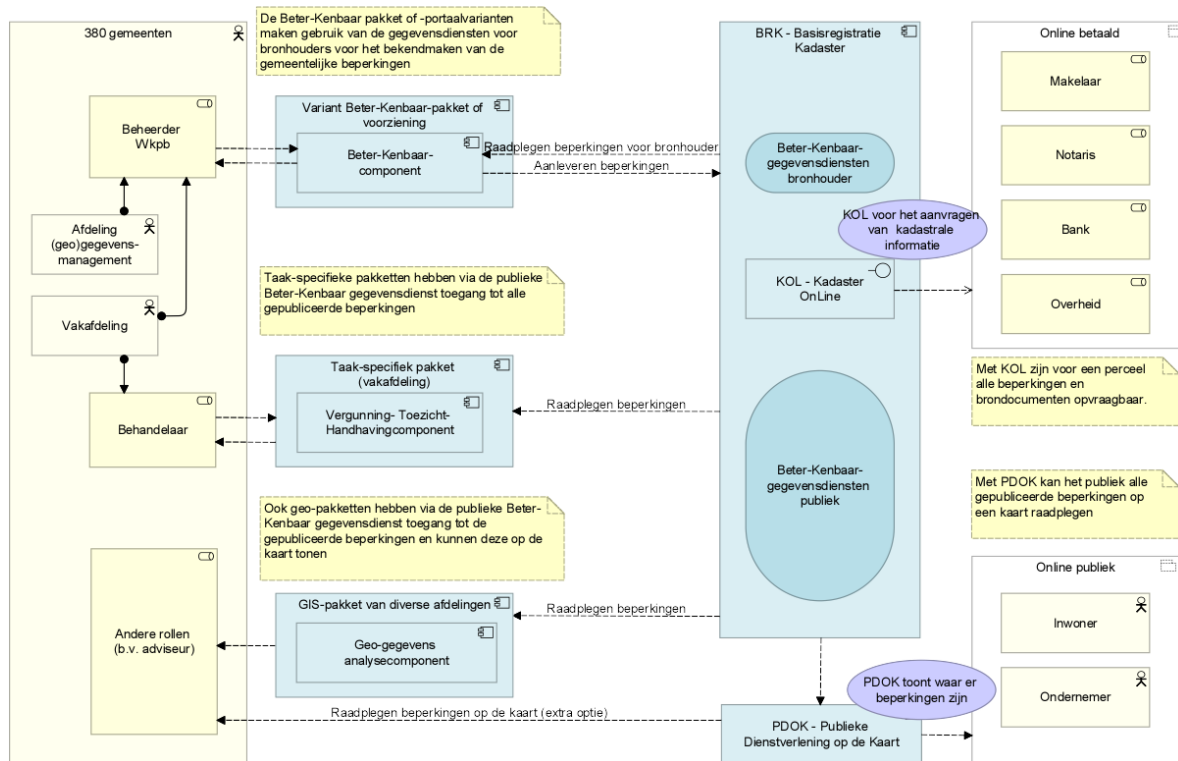 380 gemeenten
De Beter-Kenbaar pakket of -portaalvarianten
maken gebruik van de gegevensdiensten voor
bronhouders voor het bekendmaken van de
gemeentelijke beperkingen
BRK - Basisregistratie
Kadaster
Online betaald
Makelaar
Notaris
Bank
Overheid
Beheerder
Wkpb
Variant Beter-Kenbaar-pakket of
voorziening
Beter-Kenbaar-
component
Raadplegen beperkingen voor bronhouder
Aanleveren beperkingen
Beter-Kenbaar-
gegevensdiensten
bronhouder
KOL voor het aanvragen
van kadastrale
informatie
Afdeling
(geo)gegevens-
management
Vakafdeling
Taak-specifieke pakketten hebben via de publieke
Beter-Kenbaar gegevensdienst toegang tot alle
gepubliceerde beperkingen
KOL - Kadaster
OnLine
Met KOL zijn voor een perceel
alle beperkingen en
brondocumenten opvraagbaar.
Behandelaar
Taak-specifiek pakket
(vakafdeling)
Vergunning- Toezicht-
Handhavingcomponent
Raadplegen beperkingen
Beter-Kenbaar-
gegevensdiensten
publiek
Met PDOK kan het publiek alle
gepubliceerde beperkingen op
een kaart raadplegen
Ook geo-pakketten hebben via de publieke Beter-
Kenbaar gegevensdienst toegang tot de
gepubliceerde beperkingen en kunnen deze op de
kaart tonen
Andere rollen
(b.v. adviseur)
GIS-pakket van diverse afdelingen
Geo-gegevens
analysecomponent
Raadplegen beperkingen
Online publiek
Inwoner
Ondernemer
PDOK toont waar er
beperkingen zijn
Raadplegen beperkingen op de kaart (extra optie)
PDOK - Publieke
Dienstverlening op de Kaart